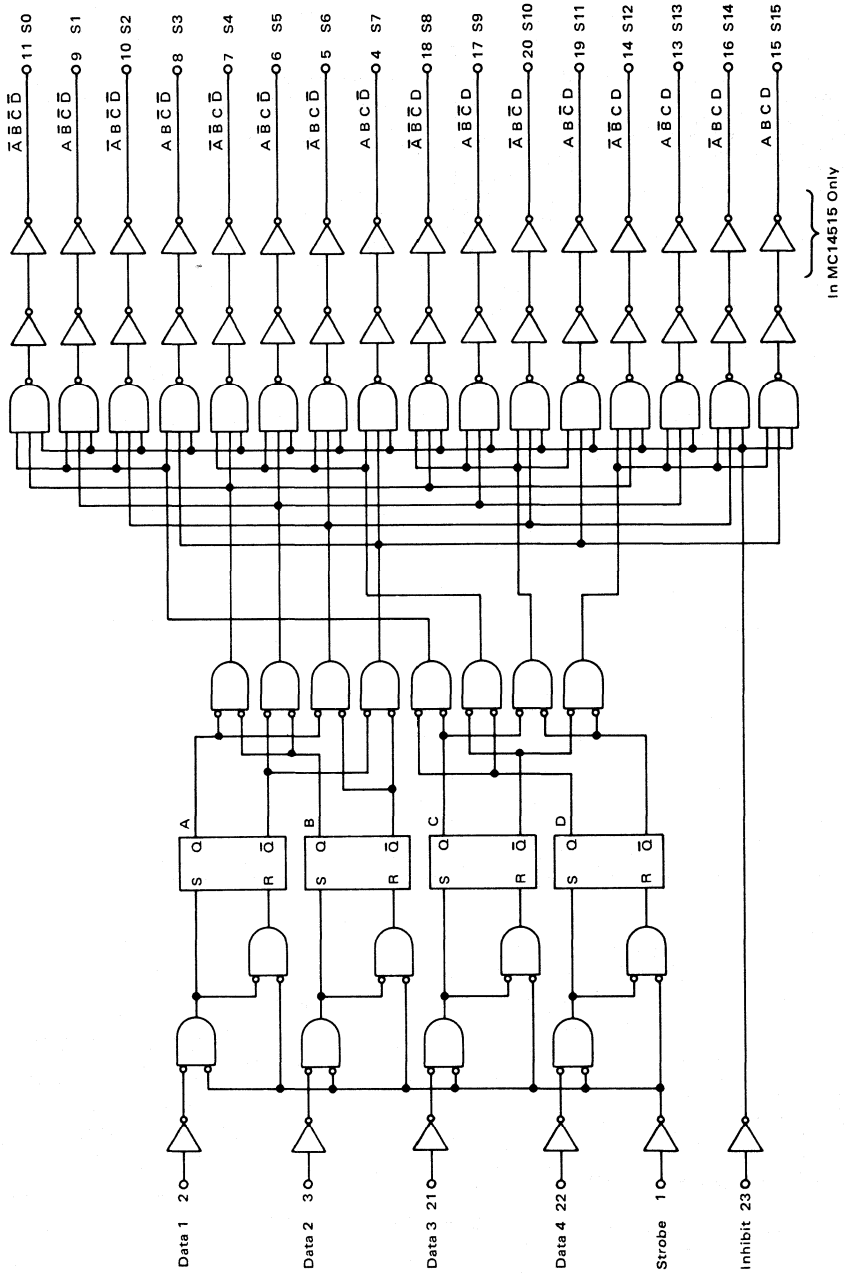 A̅ B̅ C̅ D̅ 11 S0
A B̅ C̅ D̅ 9 S1
A̅ B C̅ D̅ 10 S2
A B C̅ D̅ 8 S3
A̅ B̅ C D̅ 7 S4
A B̅ C D̅ 6 S5
A̅ B C D̅ 5 S6
A B C D̅ 4 S7
A̅ B̅ C̅ D 18 S8
A B̅ C̅ D 17 S9
A̅ B C̅ D 20 S10
A B C̅ D 19 S11
A̅ B̅ C D 14 S12
A B̅ C D 13 S13
A̅ B C D 16 S14
A B C D 15 S15
In MC14515 Only
Data 1 2
S Q A
R Q̅
Data 2 3
S Q B
R Q̅
Data 3 21
S Q C
R Q̅
Data 4 22
S Q D
R Q̅
Strobe 1
Inhibit 23